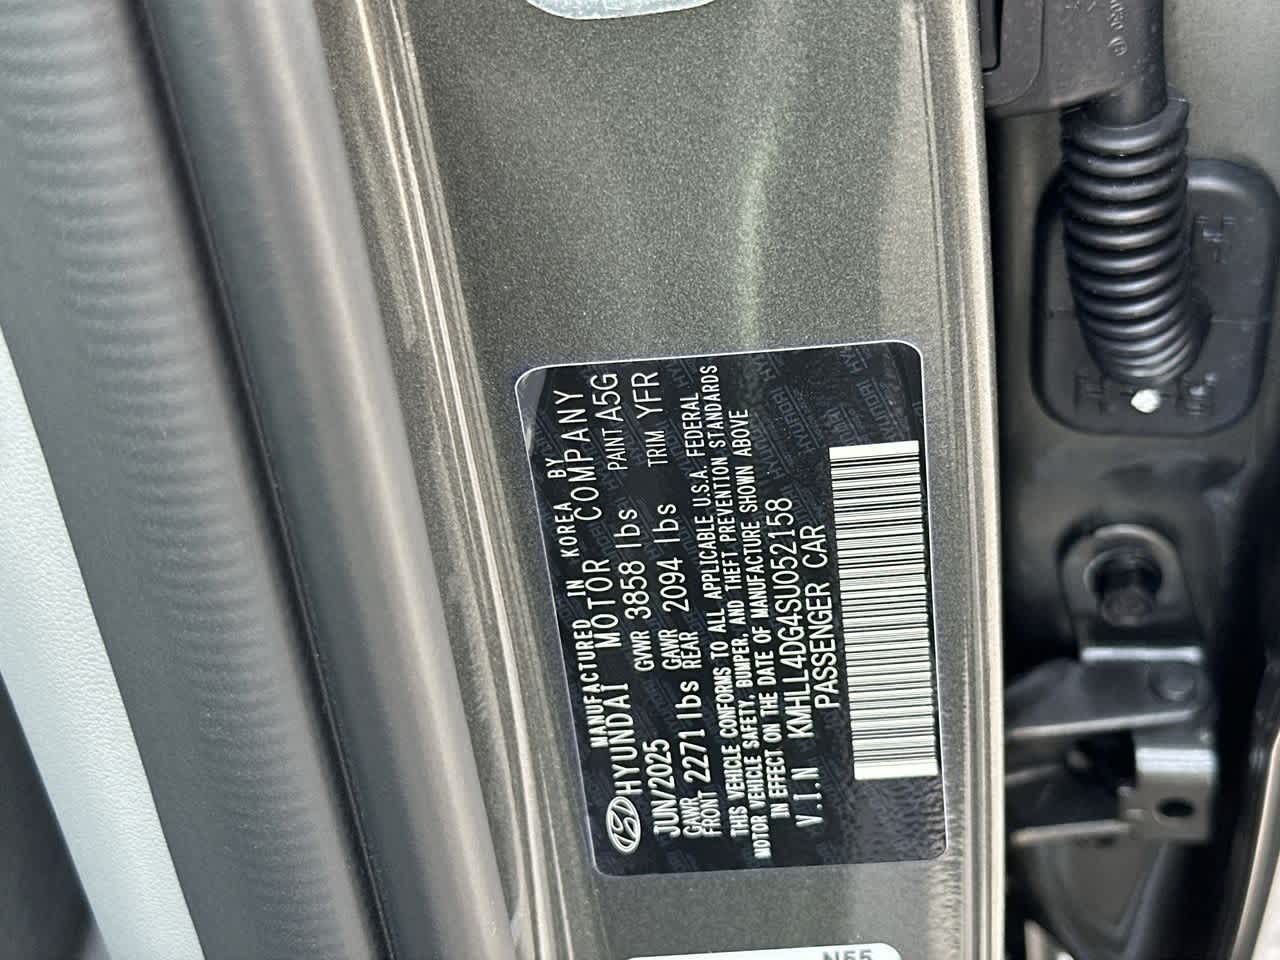 MANUFACTURED IN KOREA BY
HYUNDAI MOTOR COMPANY
JUN/2025 GVWR 3858 lbs PAINT A5G
GAWR FRONT 2271 lbs GAWR REAR 2094 lbs TRIM YFR
THIS VEHICLE CONFORMS TO ALL APPLICABLE U.S.A. FEDERAL
MOTOR VEHICLE SAFETY, BUMPER, AND THEFT PREVENTION STANDARDS
IN EFFECT ON THE DATE OF MANUFACTURE SHOWN ABOVE
V.I.N KMHLL4DG4SU052158
PASSENGER CAR
N55